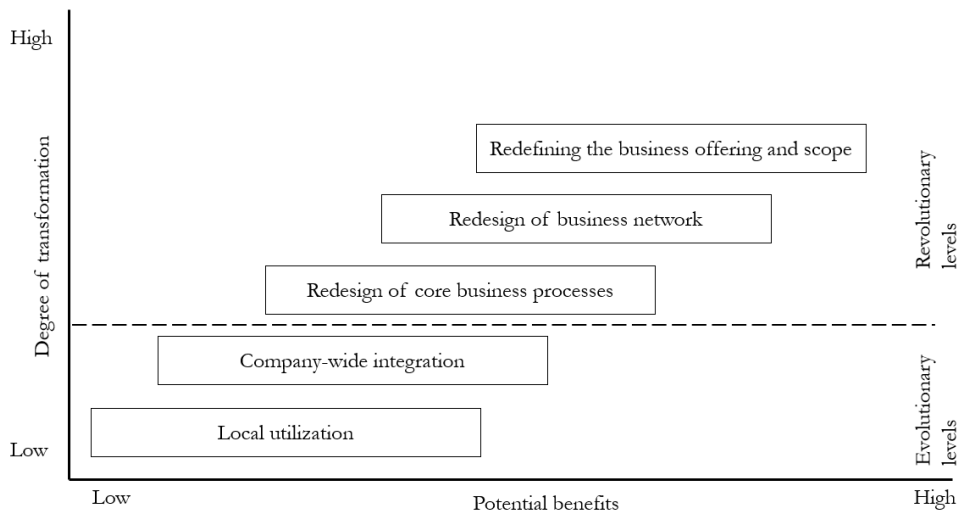 High
Degree of transformation
Redefining the business offering and scope
Redesign of business network
Redesign of core business processes
Revolutionary
levels
Company-wide integration
Local utilization
Evolutionary
levels
Low
Low
Potential benefits
High